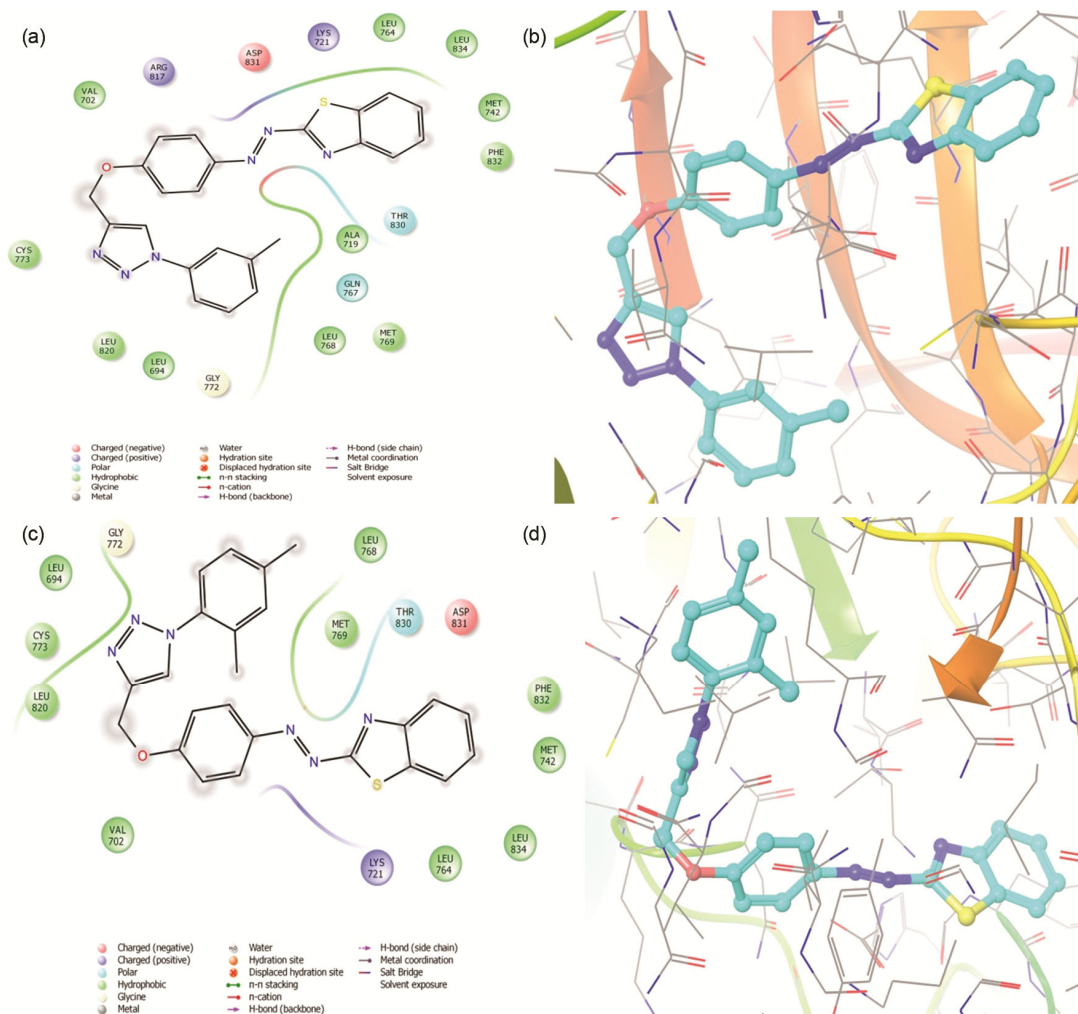 (a)
LYS
721
LEU
764
LEU
834
ASP
831
ARG
817
VAL
702
MET
742
PHE
832
S
N
N
N
O
THR
830
ALA
719
CYS
773
N
N
N
GLN
767
LEU
820
LEU
694
LEU
768
MET
769
GLY
772
Charged (negative)
Charged (positive)
Polar
Hydrophobic
Glycine
Metal
Water
Hydration site
Displaced hydration site
n-n stacking
n-cation
H-bond (backbone)
H-bond (side chain)
Metal coordination
Salt Bridge
Solvent exposure
(b)
(c)
GLY
772
LEU
694
LEU
768
CYS
773
N
N
N
MET
769
THR
830
ASP
831
LEU
820
PHE
832
N
N
N
O
S
MET
742
VAL
702
LEU
834
LYS
721
LEU
764
Charged (negative)
Charged (positive)
Polar
Hydrophobic
Glycine
Metal
Water
Hydration site
Displaced hydration site
n-n stacking
n-cation
H-bond (backbone)
H-bond (side chain)
Metal coordination
Salt Bridge
Solvent exposure
(d)